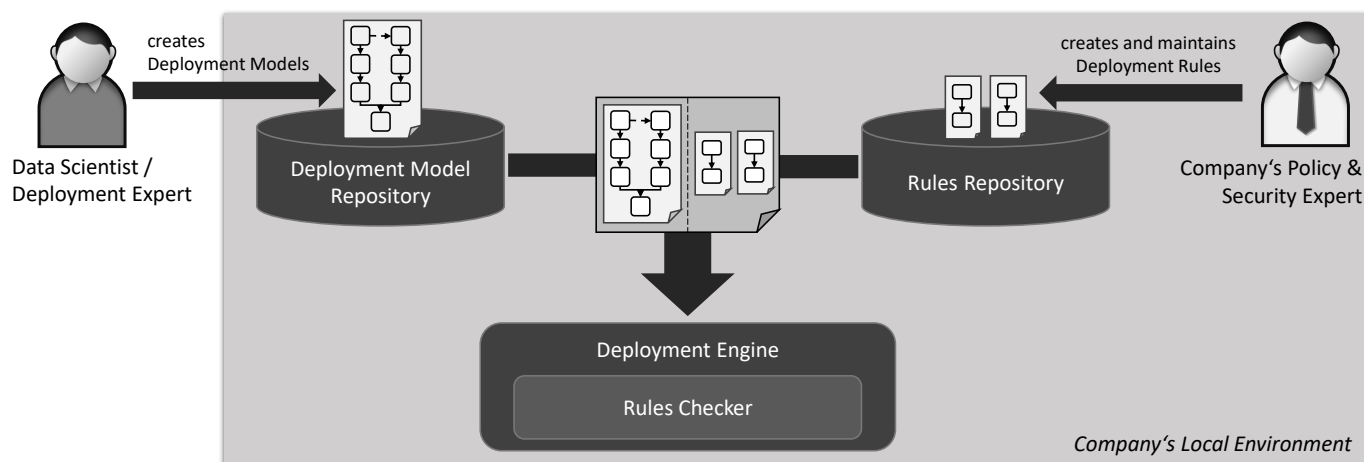 creates
Deployment Models
Data Scientist /
Deployment Expert
Deployment Model
Repository
creates and maintains
Deployment Rules
Rules Repository
Company‘s Policy &
Security Expert
Deployment Engine
Rules Checker
Company‘s Local Environment